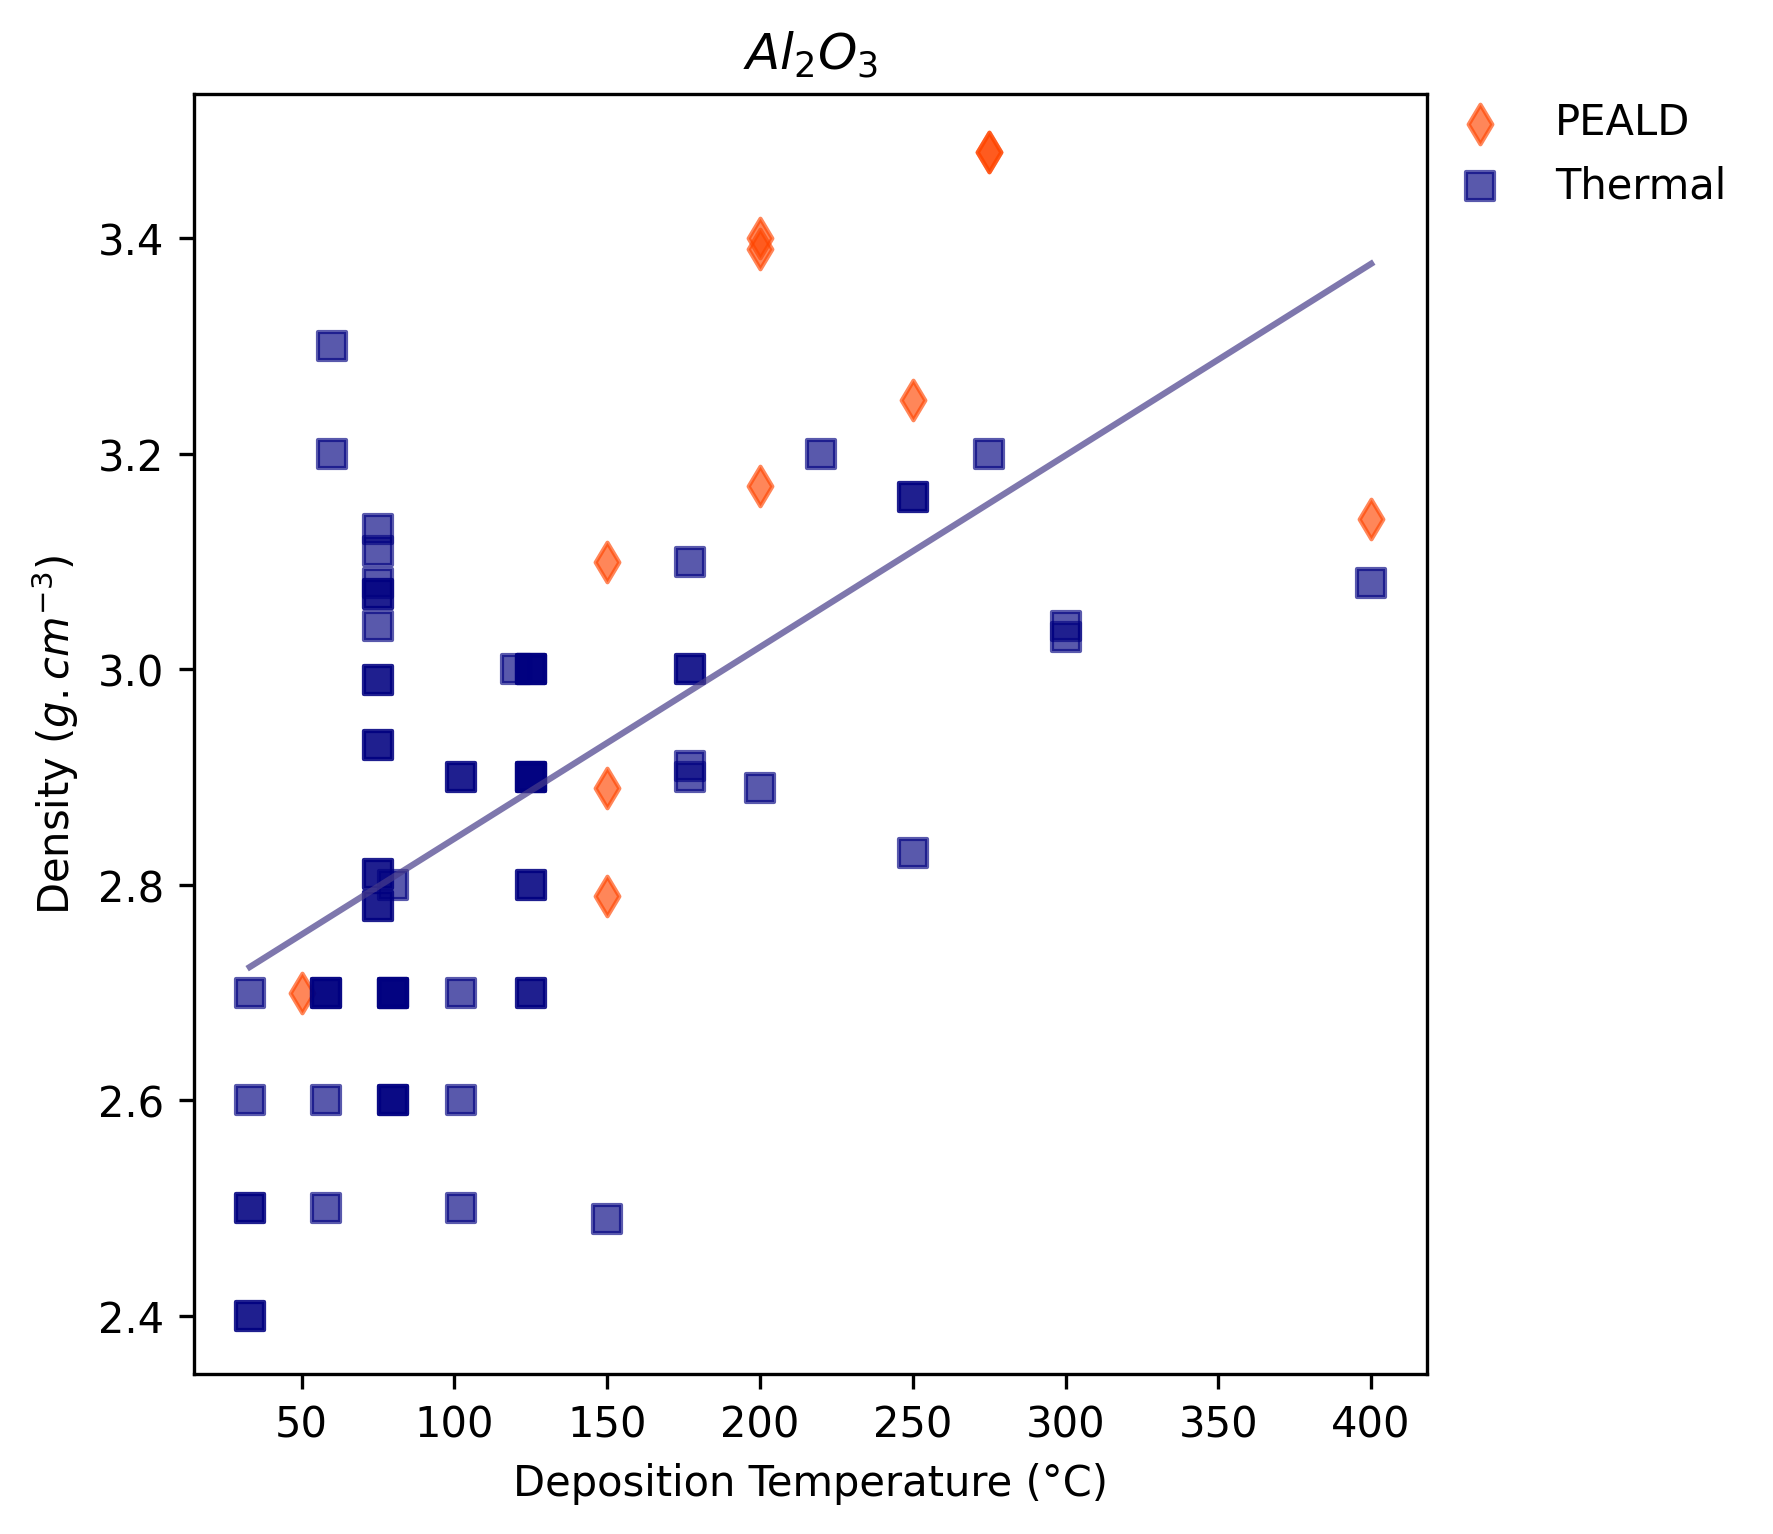 Al₂O₃
PEALD
Thermal
Density (g.cm⁻³)
3.4
3.2
3.0
2.8
2.6
2.4
50 100 150 200 250 300 350 400
Deposition Temperature (°C)